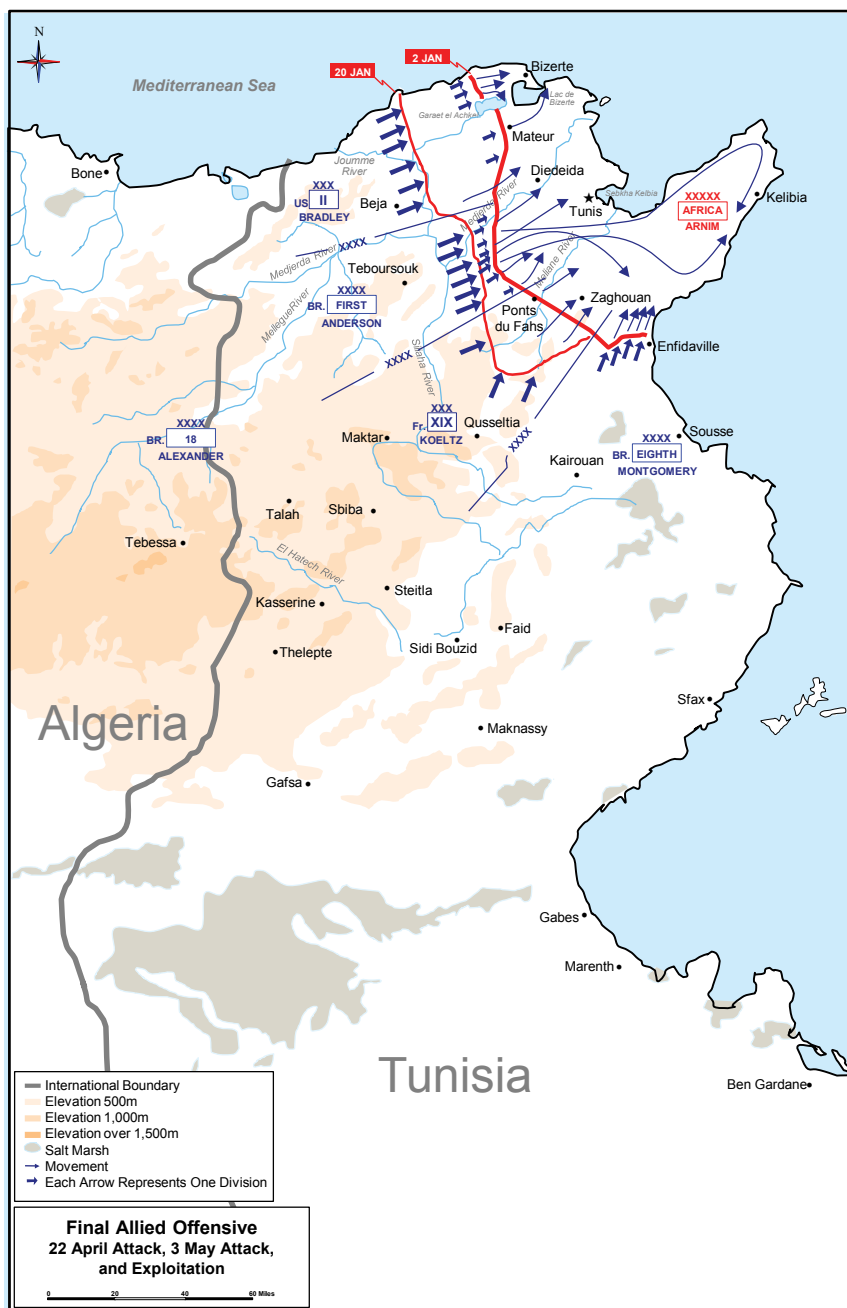 N
Mediterranean Sea
20 JAN
2 JAN
Bizerte
Lac de
Bizerte
Garaet el Achkel
Mateur
Joumme
River
Bone
XXX
US II
BRADLEY
Beja
Diedeida
Medjerda River
Tunis
Sebkha Kelbia
XXXXX
AFRICA
ARNIM
Kelibia
XXXX
Medjerda River
Teboursouk
Meliane River
XXXX
BR. FIRST
ANDERSON
MellegueRiver
Zaghouan
Ponts
du Fahs
Enfidaville
XXXX
Siliaha River
XXX
Fr. XIX
KOELTZ
Qusseltia
XXXX
XXXX
BR. 18
ALEXANDER
Maktar
XXXX
BR. EIGHTH
MONTGOMERY
Sousse
Kairouan
Talah
Sbiba
Tebessa
El Hatech River
Steitla
Kasserine
Faid
Sidi Bouzid
Thelepte
Sfax
Algeria
Maknassy
Gafsa
Gabes
Marenth
Tunisia
Ben Gardane
International Boundary
Elevation 500m
Elevation 1,000m
Elevation over 1,500m
Salt Marsh
Movement
Each Arrow Represents One Division
Final Allied Offensive
22 April Attack, 3 May Attack,
and Exploitation
0 20 40 60 Miles